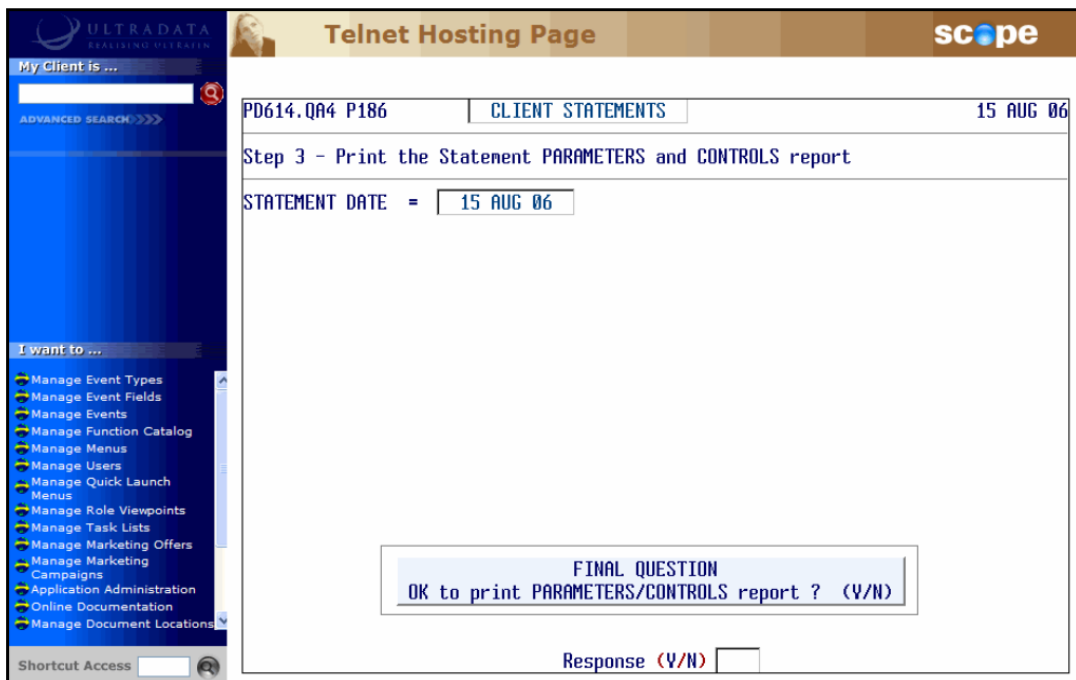 ULTRADATA
Telnet Hosting Page
scope
My Client is ...
ADVANCED SEARCH >>>>
PD614.QA4 P186
CLIENT STATEMENTS
15 AUG 06
Step 3 - Print the Statement PARAMETERS and CONTROLS report
STATEMENT DATE = 15 AUG 06
I want to ...
Manage Event Types
Manage Event Fields
Manage Events
Manage Function Catalog
Manage Menus
Manage Users
Manage Quick Launch
Menus
Manage Role Viewpoints
Manage Task Lists
Manage Marketing Offers
Manage Marketing
Campaigns
Application Administration
Online Documentation
Manage Document Locations
FINAL QUESTION
OK to print PARAMETERS/CONTROLS report ? (Y/N)
Shortcut Access
Response (Y/N)